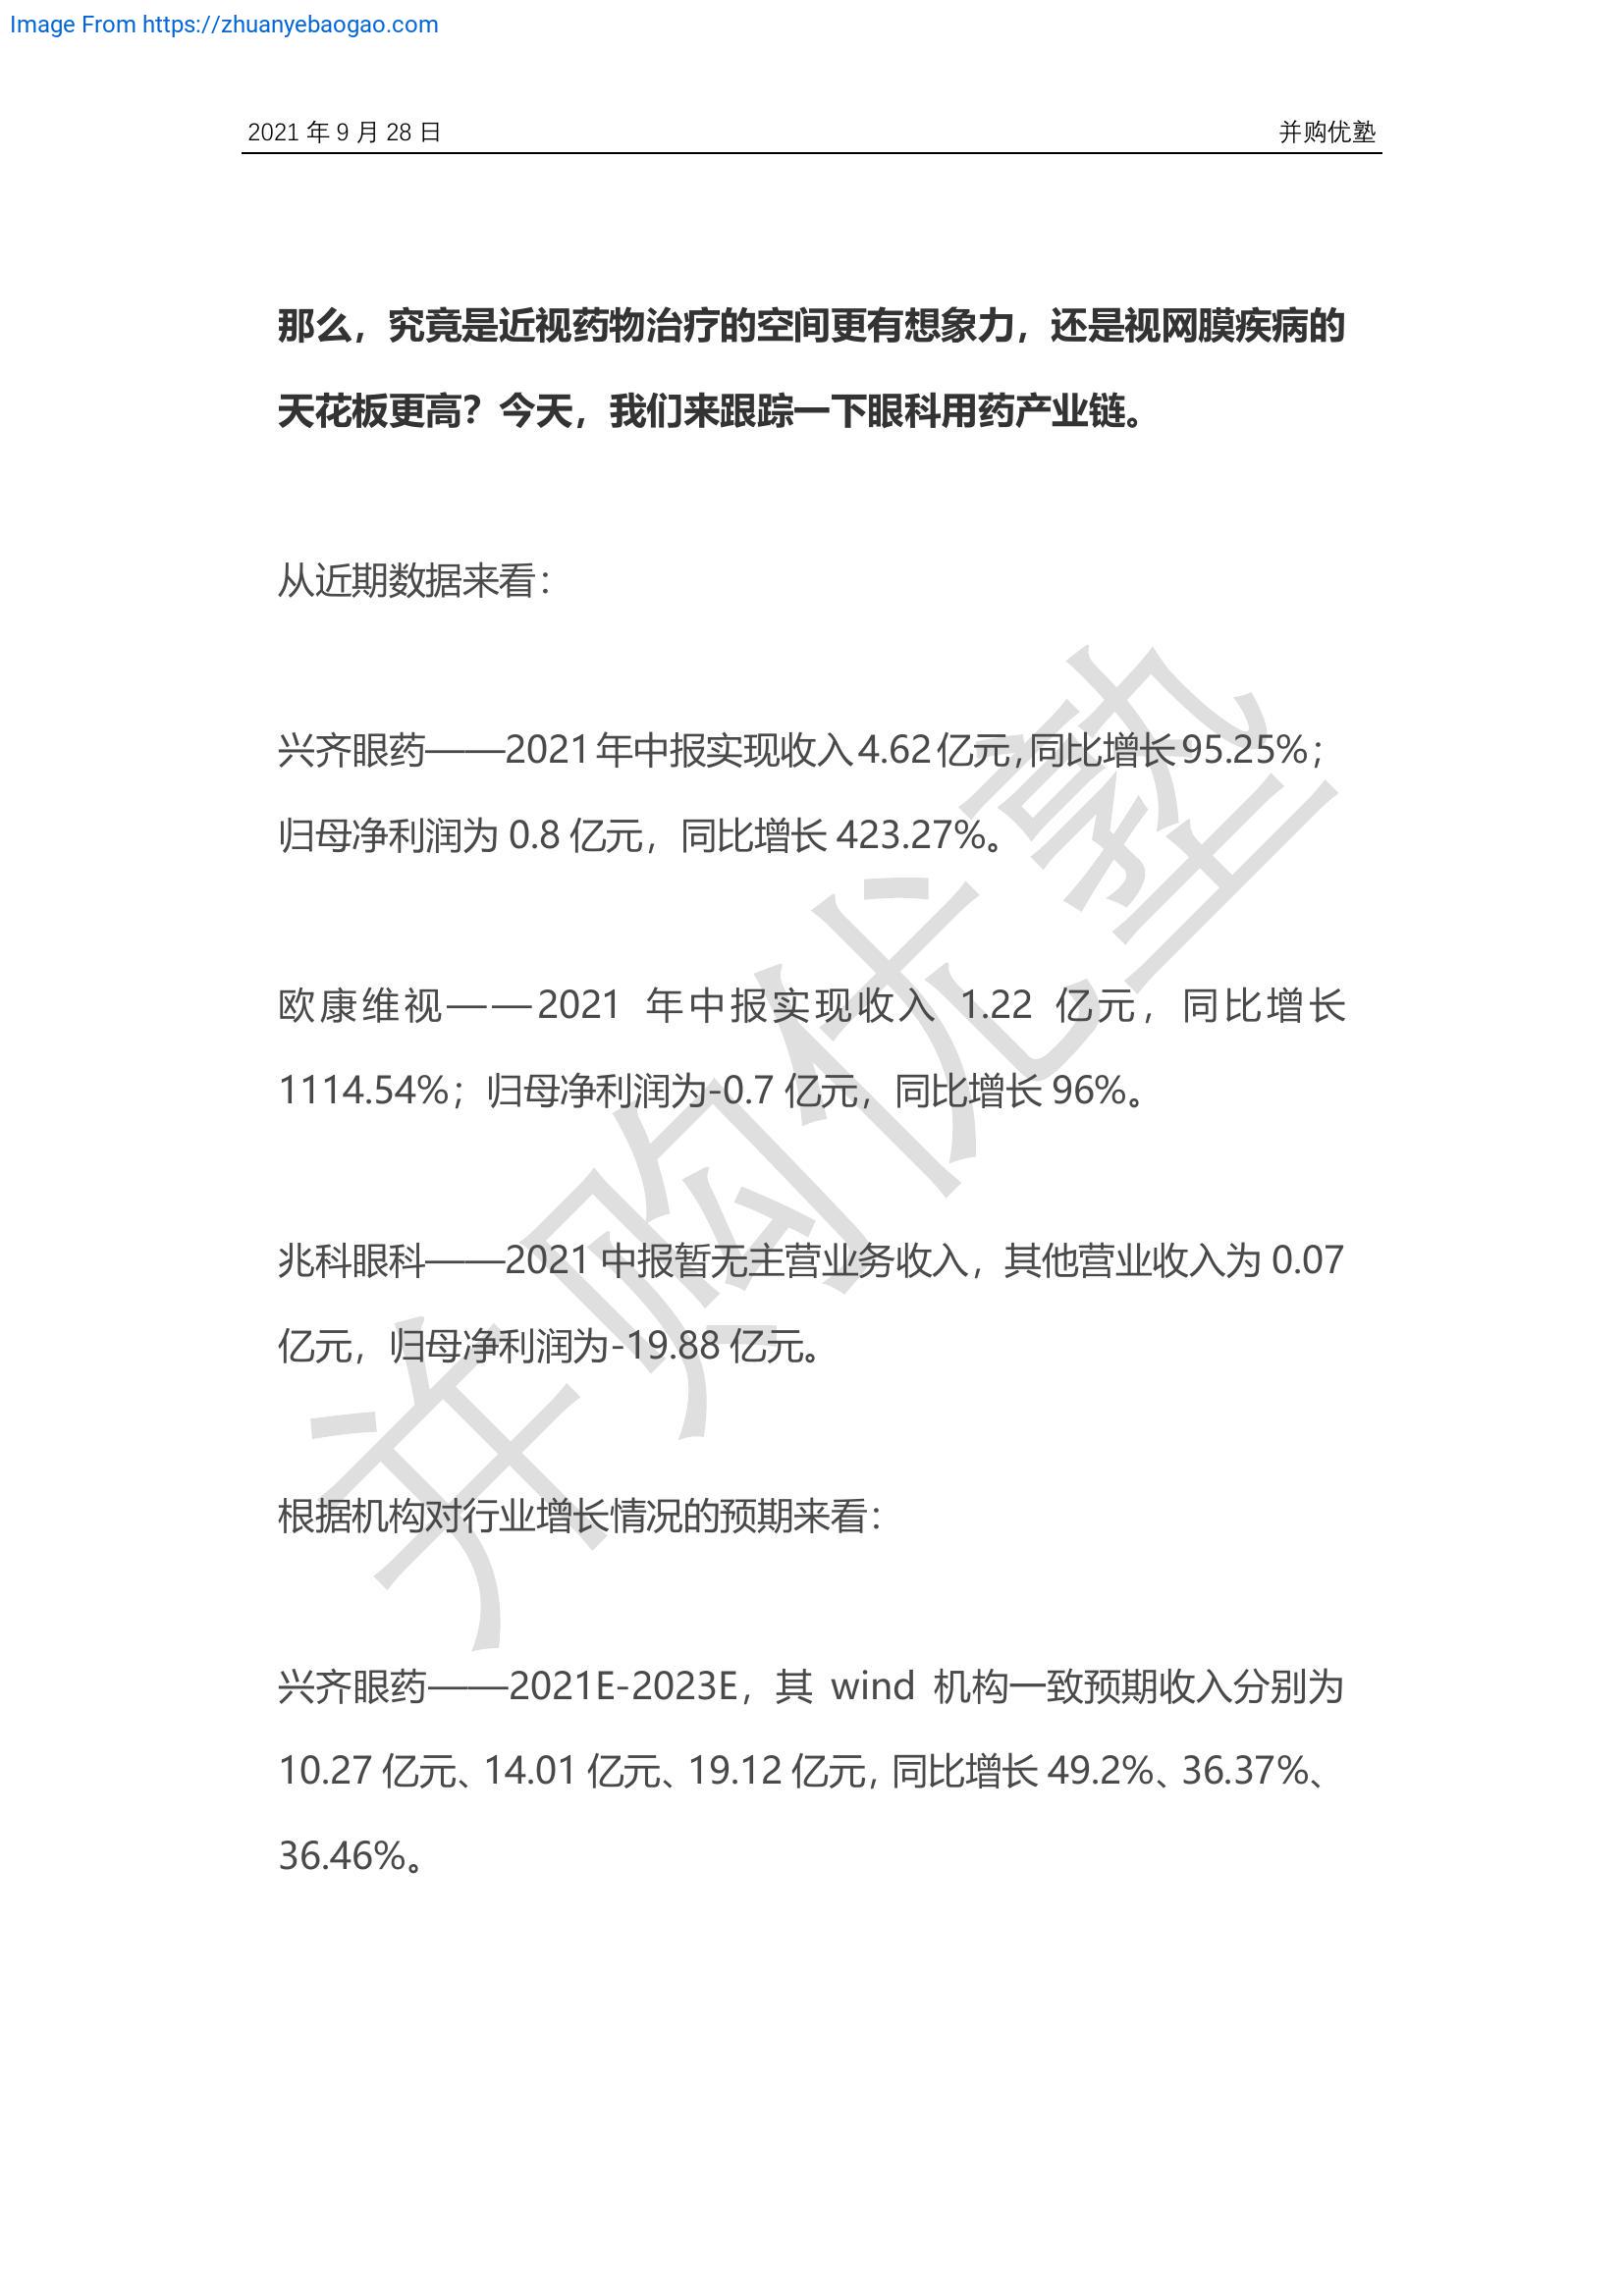 Image From https://zhuanyebaogao.com
2021 年 9 月 28 日 并购优塾
那么，究竟是近视药物治疗的空间更有想象力，还是视网膜疾病的
天花板更高？今天，我们来跟踪一下眼科用药产业链。
从近期数据来看：
兴齐眼药——2021 年中报实现收入 4.62 亿元，同比增长 95.25%；
归母净利润为 0.8 亿元，同比增长 423.27%。
欧康维视——2021 年中报实现收入 1.22 亿元，同比增长
1114.54%；归母净利润为-0.7 亿元，同比增长 96%。
兆科眼科——2021 中报暂无主营业务收入，其他营业收入为 0.07
亿元，归母净利润为-19.88 亿元。
根据机构对行业增长情况的预期来看：
兴齐眼药——2021E-2023E，其 wind 机构一致预期收入分别为
10.27 亿元、14.01 亿元、19.12 亿元，同比增长 49.2%、36.37%、
36.46%。
并购优塾